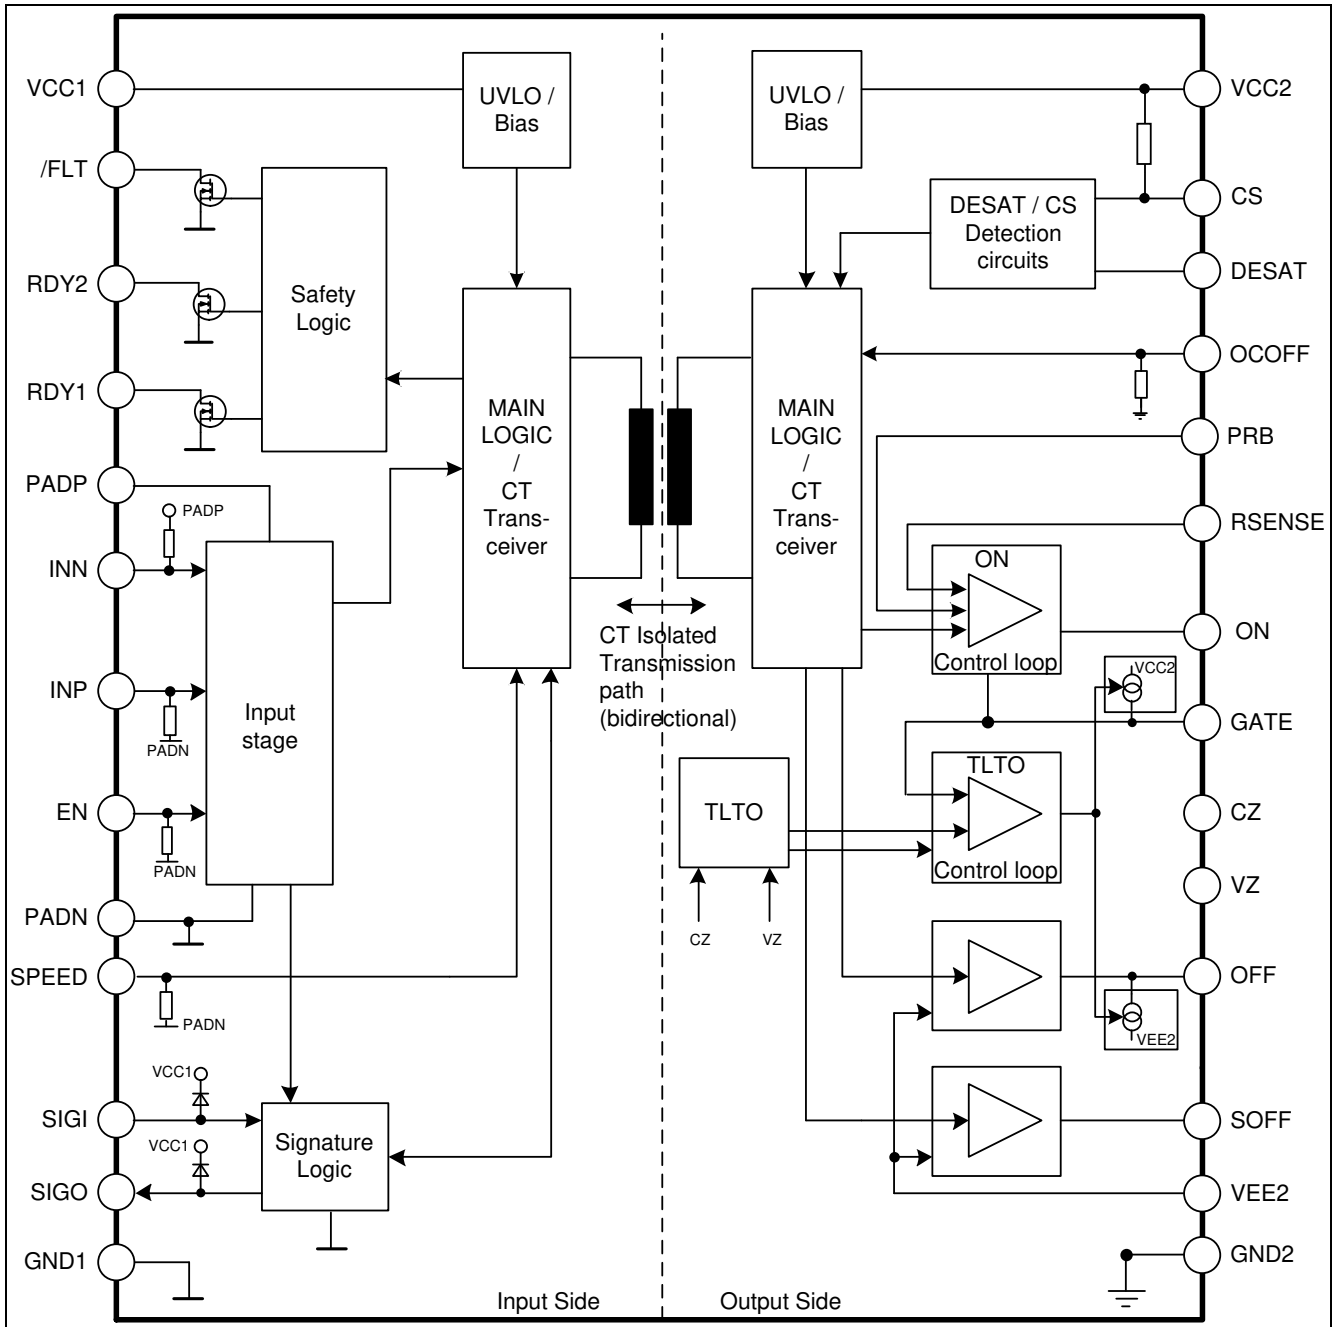 VCC1
/FLT
RDY2
RDY1
PADP
INN
INP
EN
PADN
SPEED
SIGI
SIGO
GND1
UVLO /
Bias
Safety
Logic
MAIN
LOGIC
/
CT
Trans-
ceiver
PADP
PADN
PADN
Input
stage
PADN
VCC1
VCC1
Signature
Logic
Input Side
CT Isolated
Transmission
path
(bidirectional)
UVLO /
Bias
DESAT / CS
Detection
circuits
MAIN
LOGIC
/
CT
Trans-
ceiver
ON
Control loop
VCC2
TLTO
CZ
VZ
TLTO
Control loop
VEE2
Output Side
VCC2
CS
DESAT
OCOFF
PRB
RSENSE
ON
GATE
CZ
VZ
OFF
SOFF
VEE2
GND2